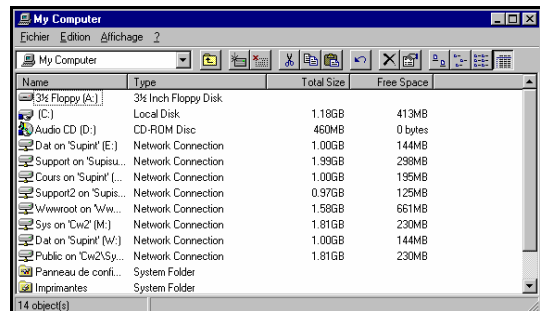 My Computer
Fichier Edition Affichage ?
My Computer
Name Type Total Size Free Space
3½ Floppy (A:) 3½ Inch Floppy Disk
(C:) Local Disk 1.18GB 413MB
Audio CD (D:) CD-ROM Disc 460MB 0 bytes
Dat on 'Supint' (E:) Network Connection 1.00GB 144MB
Support on 'Supisu... Network Connection 1.99GB 298MB
Cours on 'Supint' (... Network Connection 1.00GB 195MB
Support2 on 'Supis... Network Connection 0.97GB 125MB
Wwwroot on 'Ww... Network Connection 1.58GB 661MB
Sys on 'Cw2' (M:) Network Connection 1.81GB 230MB
Dat on 'Supint' (W:) Network Connection 1.00GB 144MB
Public on 'Cw2\Sy... Network Connection 1.81GB 230MB
Panneau de confi... System Folder
Imprimantes System Folder
14 object(s)